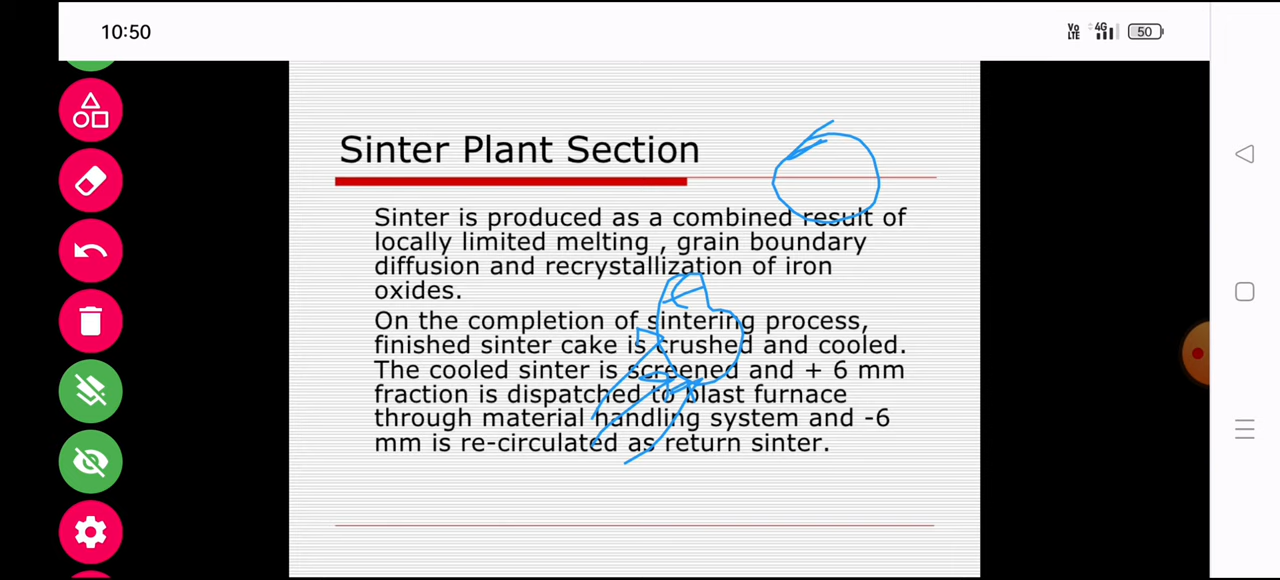 10:50
Vo LTE 4G 50
Sinter Plant Section
Sinter is produced as a combined result of
locally limited melting , grain boundary
diffusion and recrystallization of iron
oxides.
On the completion of sintering process,
finished sinter cake is crushed and cooled.
The cooled sinter is screened and + 6 mm
fraction is dispatched to blast furnace
through material handling system and -6
mm is re-circulated as return sinter.